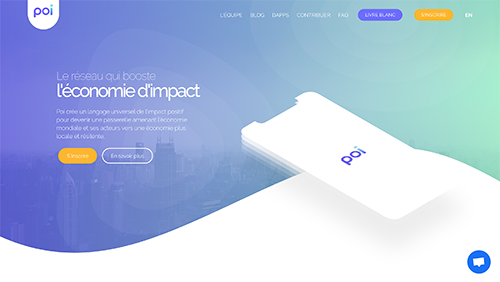 poi
L'ÉQUIPE BLOG DAPPS CONTRIBUER FAQ LIVRE BLANC S'INSCRIRE EN
Le réseau qui booste
l'économie d'impact
Poi crée un langage universel de l'impact positif
pour devenir une passerelle amenant l'économie
mondiale et ses acteurs vers une économie plus
locale et résiliente.
S'inscrire En savoir plus
poi